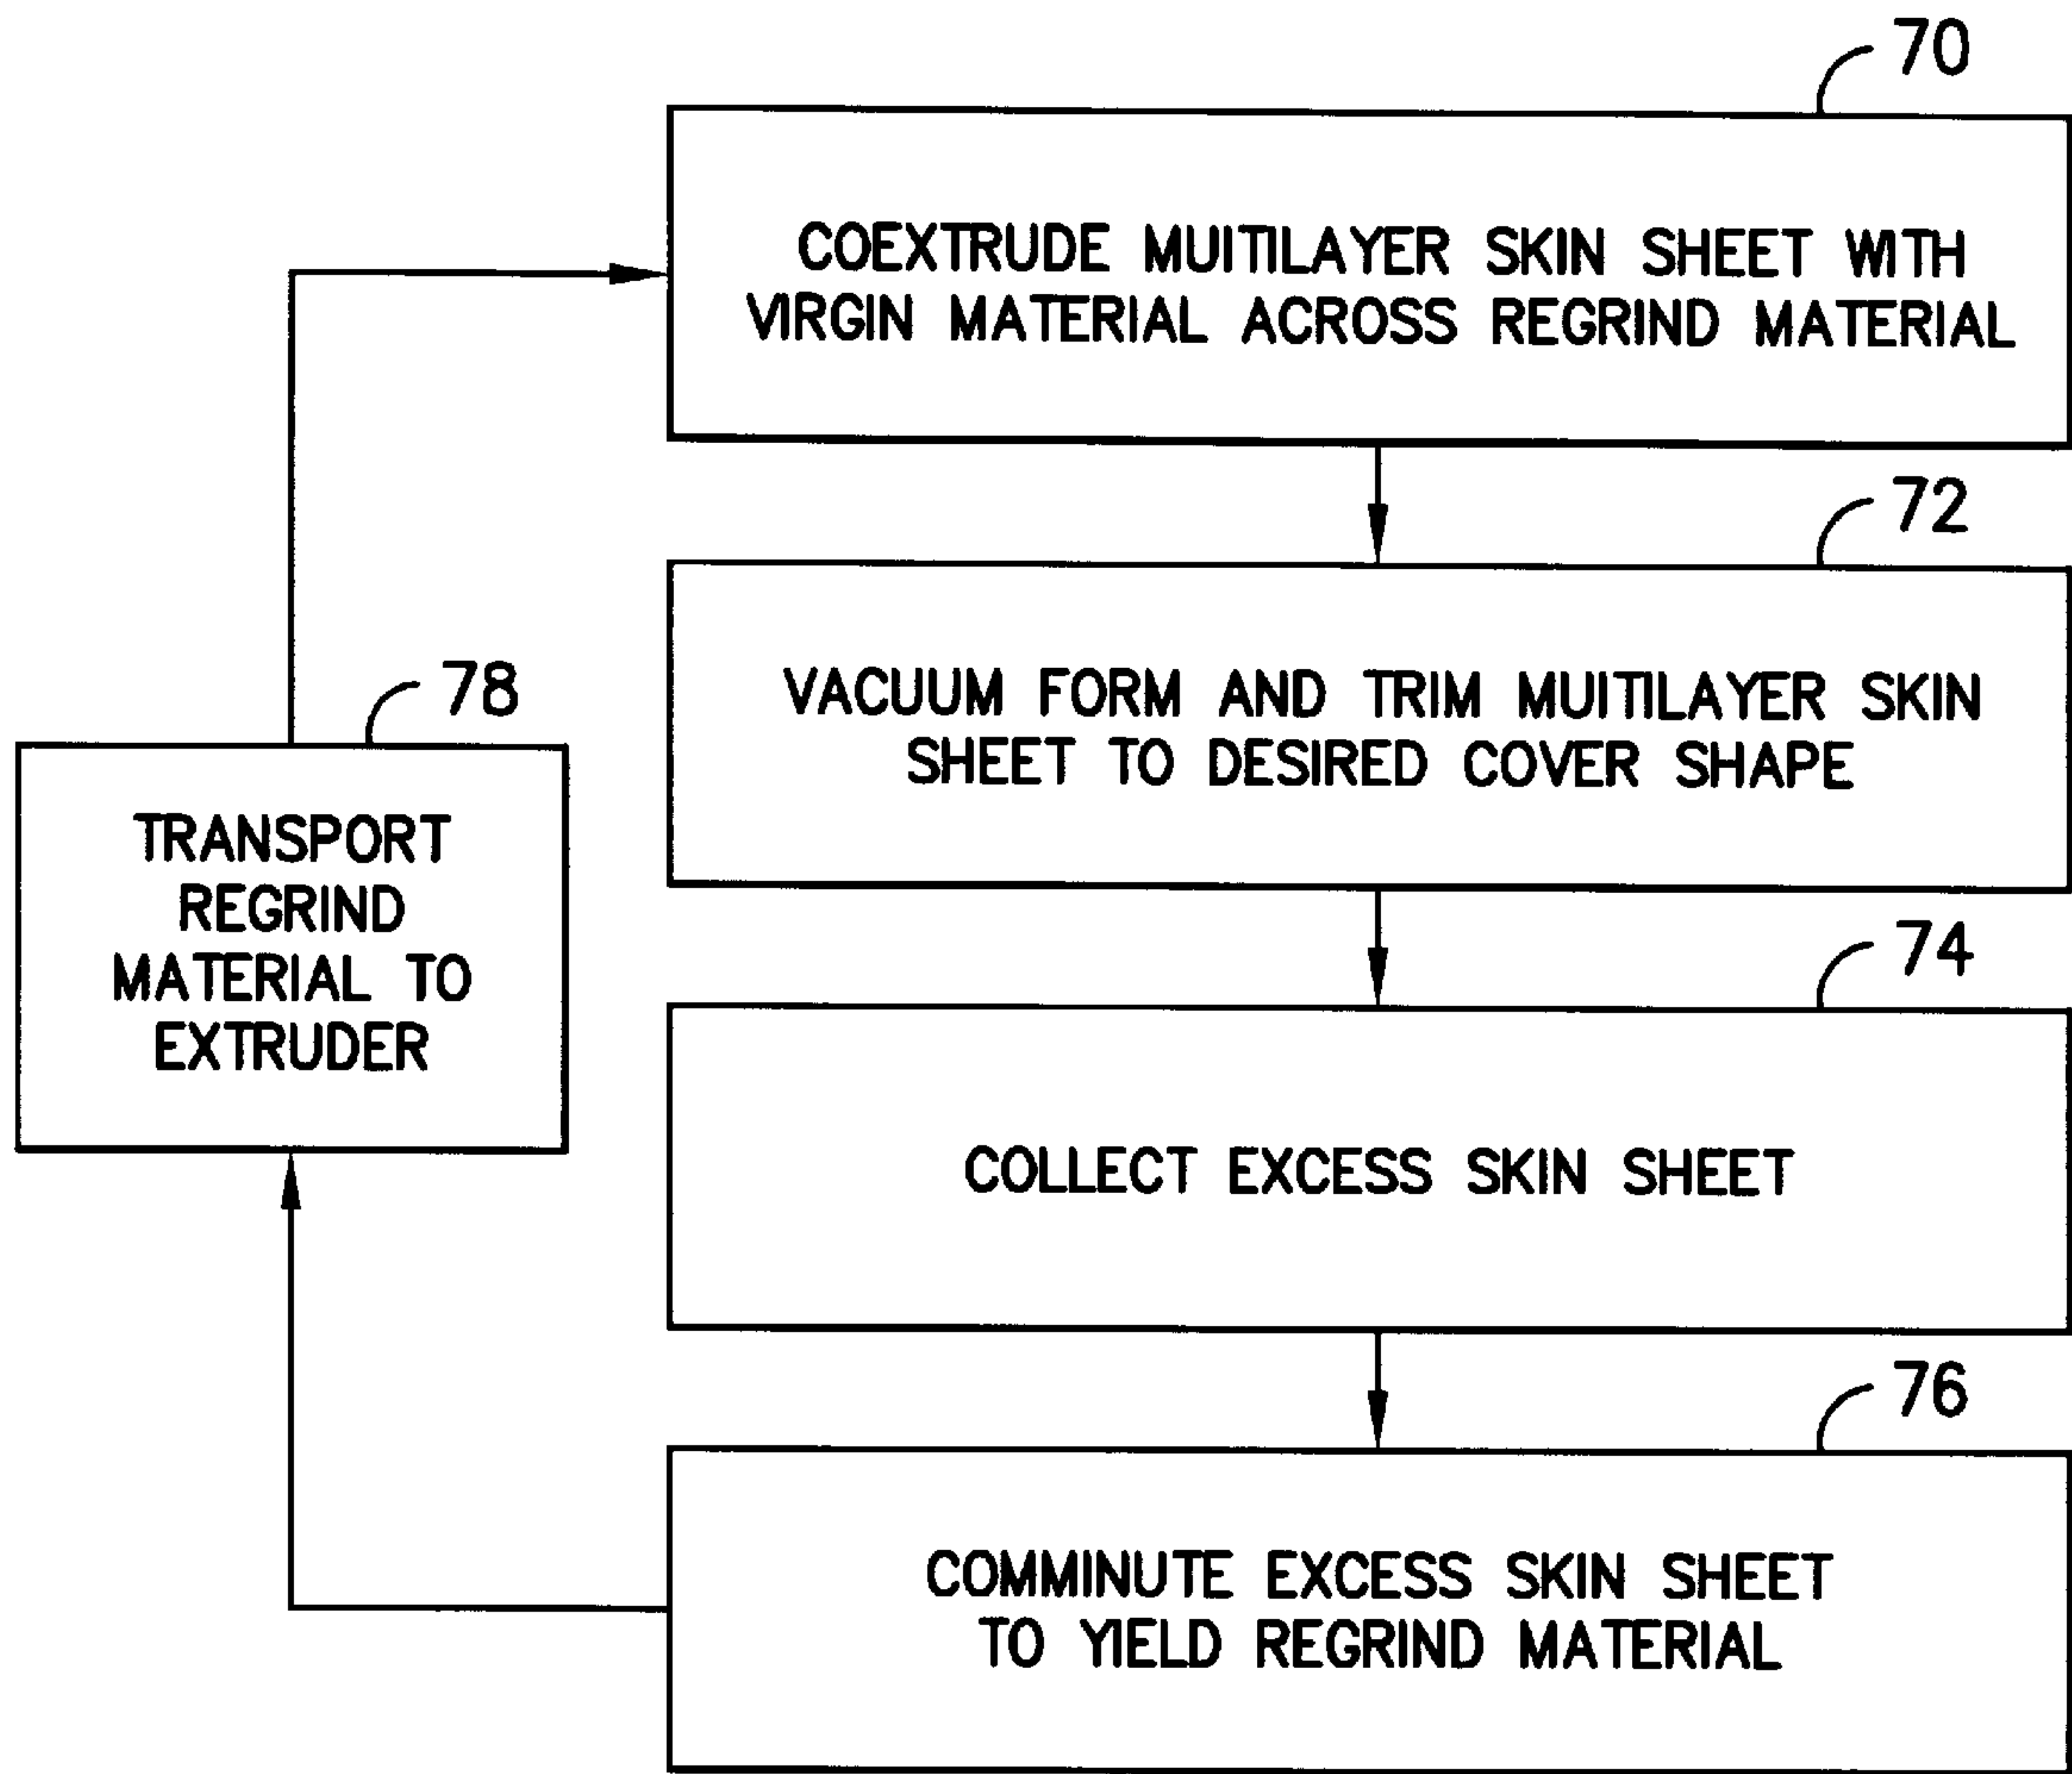 70
COEXTRUDE MUITILAYER SKIN SHEET WITH
VIRGIN MATERIAL ACROSS REGRIND MATERIAL
72
VACUUM FORM AND TRIM MUITILAYER SKIN
SHEET TO DESIRED COVER SHAPE
74
COLLECT EXCESS SKIN SHEET
76
COMMINUTE EXCESS SKIN SHEET
TO YIELD REGRIND MATERIAL
78
TRANSPORT
REGRIND
MATERIAL TO
EXTRUDER